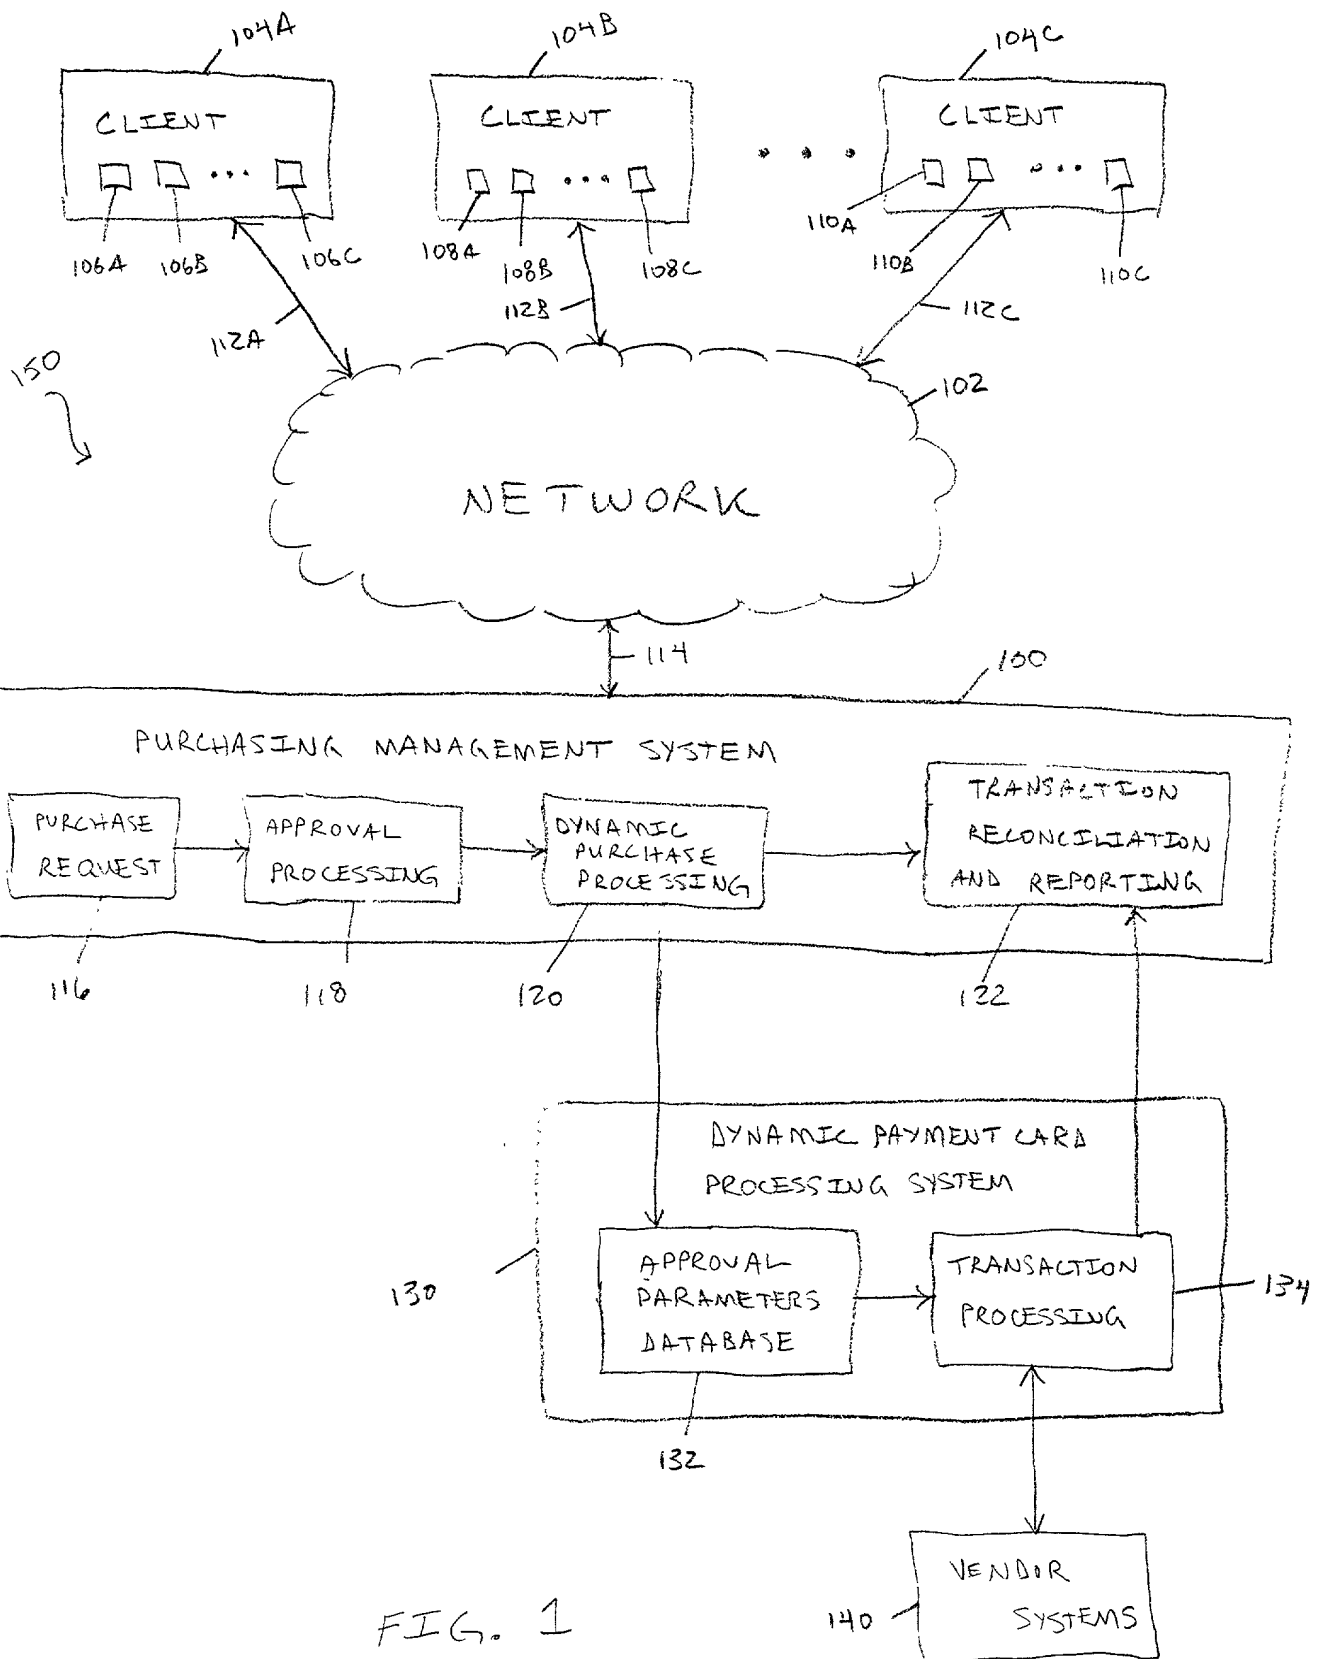 104A
104B
104C
CLIENT
CLIENT
CLIENT
106A
106B
106C
108A
108B
108C
110A
110B
110C
112A
112B
112C
150
102
NETWORK
114
100
PURCHASING MANAGEMENT SYSTEM
PURCHASE
REQUEST
APPROVAL
PROCESSING
DYNAMIC
PURCHASE
PROCESSING
TRANSACTION
RECONCILIATION
AND REPORTING
116
118
120
122
DYNAMIC PAYMENT CARD
PROCESSING SYSTEM
APPROVAL
PARAMETERS
DATABASE
TRANSACTION
PROCESSING
130
134
132
VENDOR
SYSTEMS
140
FIG. 1